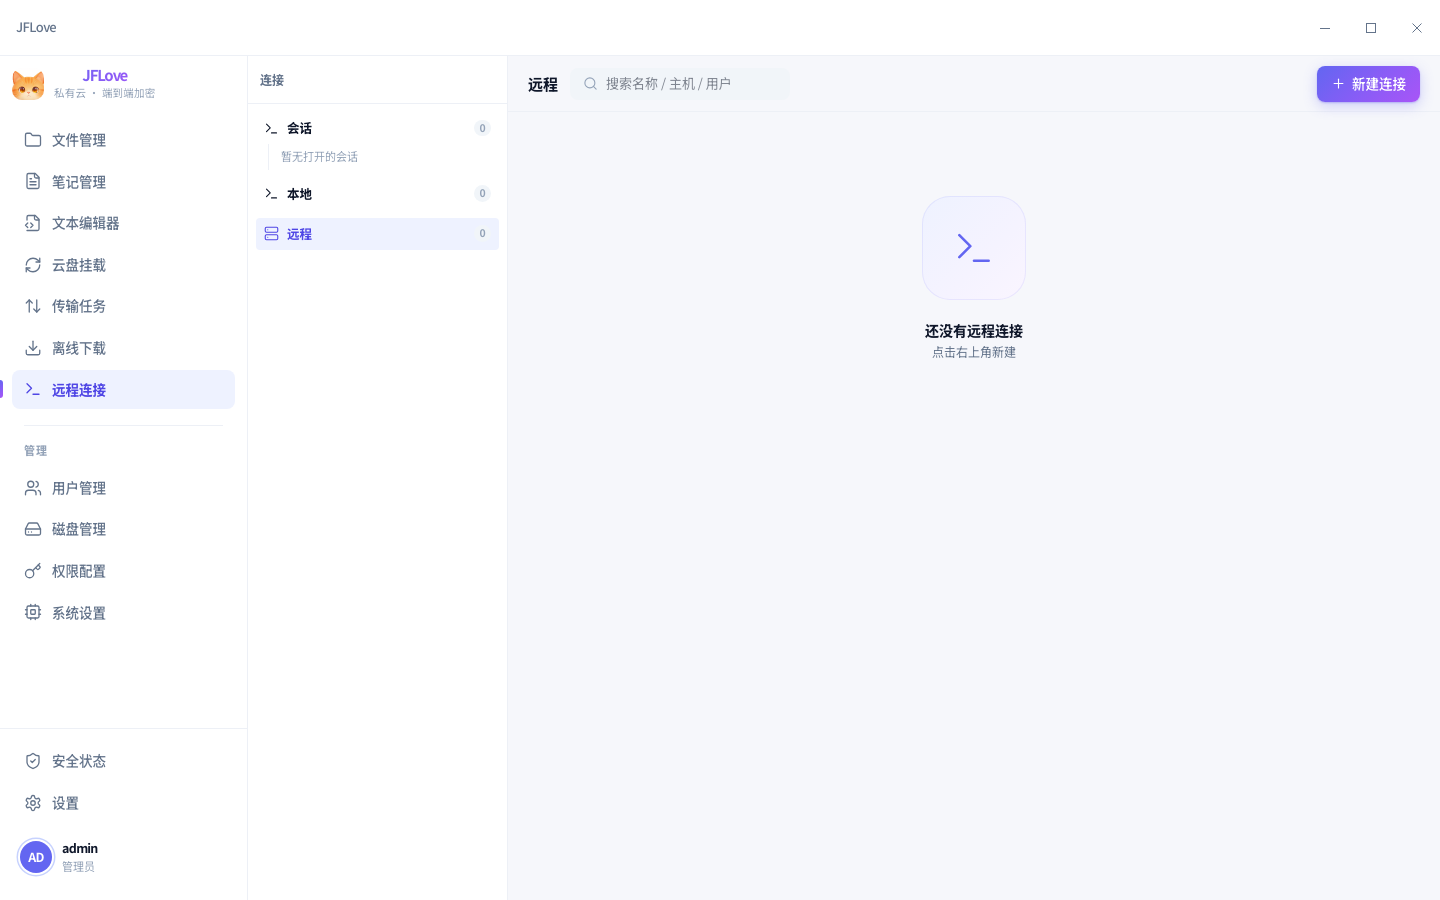 JFLove
JFLove
私有云 · 端到端加密
文件管理
笔记管理
文本编辑器
云盘挂载
传输任务
离线下载
远程连接
管理
用户管理
磁盘管理
权限配置
系统设置
安全状态
设置
AD
admin
管理员
连接
会话 0
暂无打开的会话
本地 0
远程 0
远程
搜索名称 / 主机 / 用户
新建连接
还没有远程连接
点击右上角新建